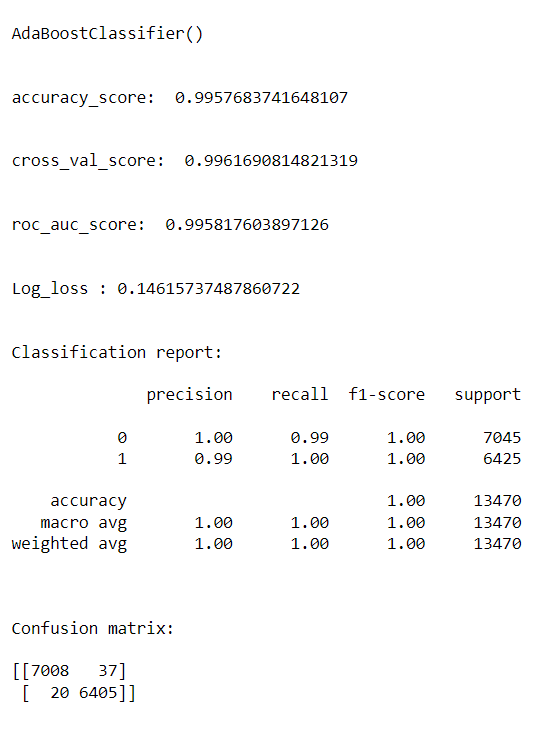 AdaBoostClassifier()
accuracy_score:  0.9957683741648107
cross_val_score:  0.9961690814821319
roc_auc_score:  0.995817603897126
Log_loss : 0.14615737487860722
Classification report:
              precision    recall  f1-score   support
           0       1.00      0.99      1.00      7045
           1       0.99      1.00      1.00      6425
    accuracy                           1.00     13470
   macro avg       1.00      1.00      1.00     13470
weighted avg       1.00      1.00      1.00     13470
Confusion matrix:
[[7008   37]
 [  20 6405]]